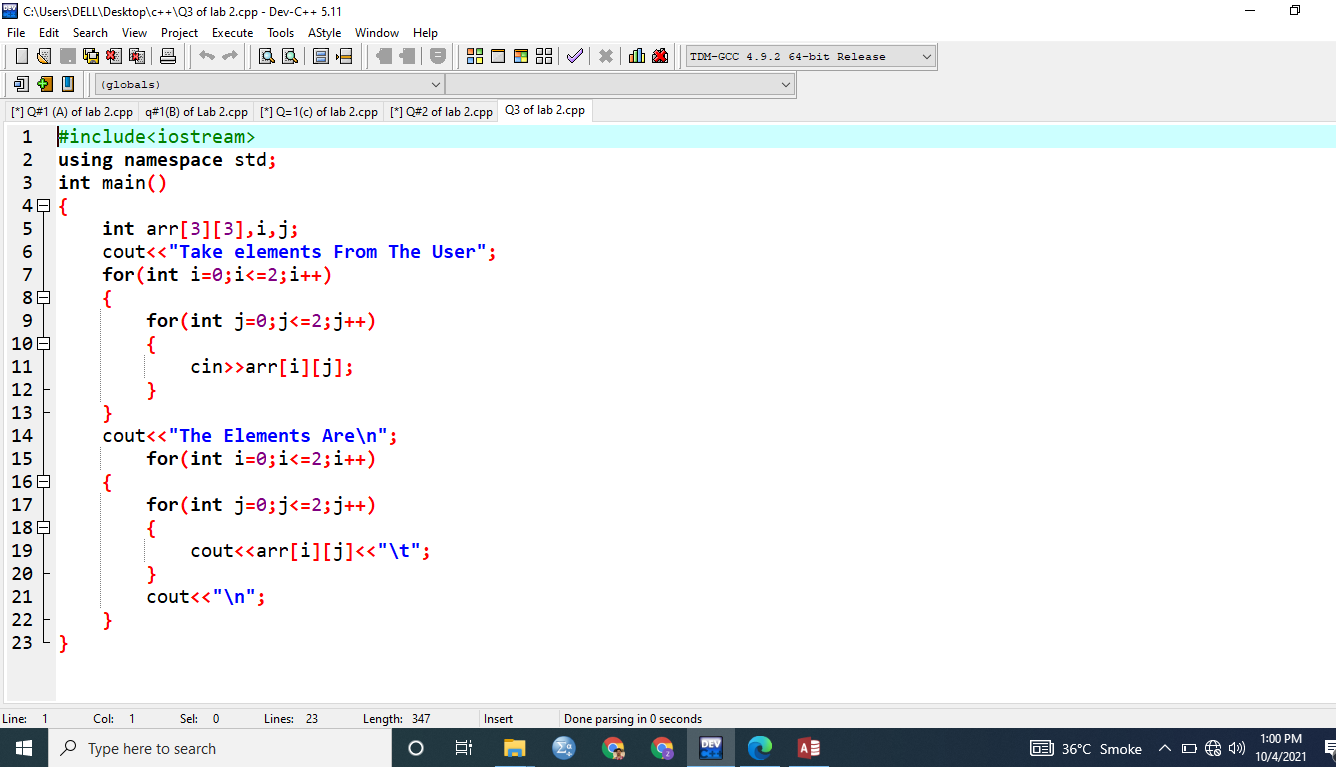 C:\Users\DELL\Desktop\c++\Q3 of lab 2.cpp - Dev-C++ 5.11
File Edit Search View Project Execute Tools AStyle Window Help
TDM-GCC 4.9.2 64-bit Release
(globals)
[*] Q#1 (A) of lab 2.cpp q#1(B) of Lab 2.cpp [*] Q=1(c) of lab 2.cpp [*] Q#2 of lab 2.cpp Q3 of lab 2.cpp
1 #include<iostream>
2 using namespace std;
3 int main()
4 {
5 int arr[3][3],i,j;
6 cout<<"Take elements From The User";
7 for(int i=0;i<=2;i++)
8 {
9 for(int j=0;j<=2;j++)
10 {
11 cin>>arr[i][j];
12 }
13 }
14 cout<<"The Elements Are\n";
15 for(int i=0;i<=2;i++)
16 {
17 for(int j=0;j<=2;j++)
18 {
19 cout<<arr[i][j]<<"\t";
20 }
21 cout<<"\n";
22 }
23 }
Line: 1 Col: 1 Sel: 0 Lines: 23 Length: 347 Insert Done parsing in 0 seconds
Type here to search
DEV
36°C Smoke
1:00 PM
10/4/2021